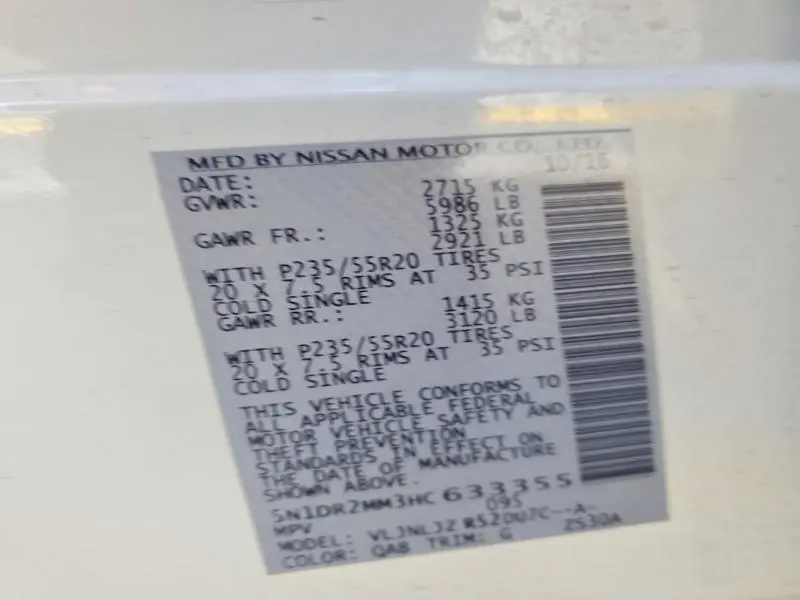 MFD BY NISSAN MOTOR CO., LTD.
DATE: 10/16
GVWR: 2715 KG
5986 LB
GAWR FR.: 1325 KG
2921 LB
WITH P235/55R20 TIRES
20 X 7.5 RIMS AT 35 PSI
COLD SINGLE
GAWR RR.: 1415 KG
3120 LB
WITH P235/55R20 TIRES
20 X 7.5 RIMS AT 35 PSI
COLD SINGLE
THIS VEHICLE CONFORMS TO
ALL APPLICABLE FEDERAL
MOTOR VEHICLE SAFETY AND
THEFT PREVENTION
STANDARDS IN EFFECT ON
THE DATE OF MANUFACTURE
SHOWN ABOVE.
5N1DR2MM3HC 633355
MPV 095
MODEL: VLJNLJZ R52DU7C--A-
COLOR: QAB TRIM: G ZS30A